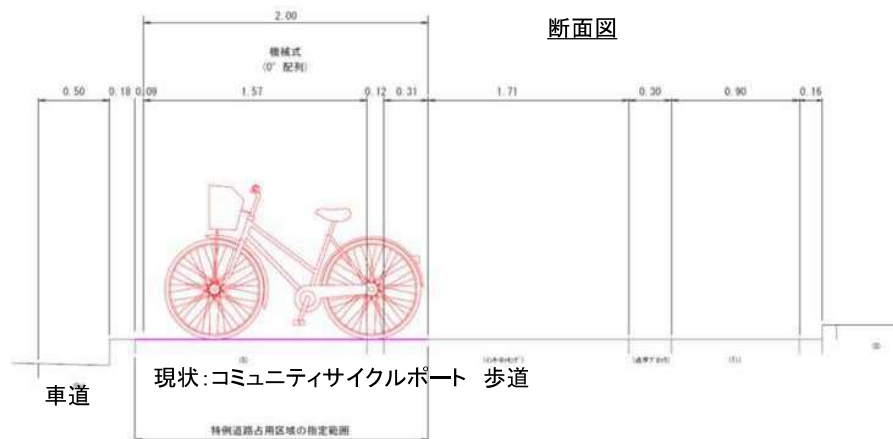 断面図
2.00
機械式
(0°配列)
0.50 0.18 0.09 1.57 0.12 0.31 1.71 0.30 0.90 0.16
車道
現状:コミュニティサイクルポート 歩道
特例道路占用区域の指定範囲